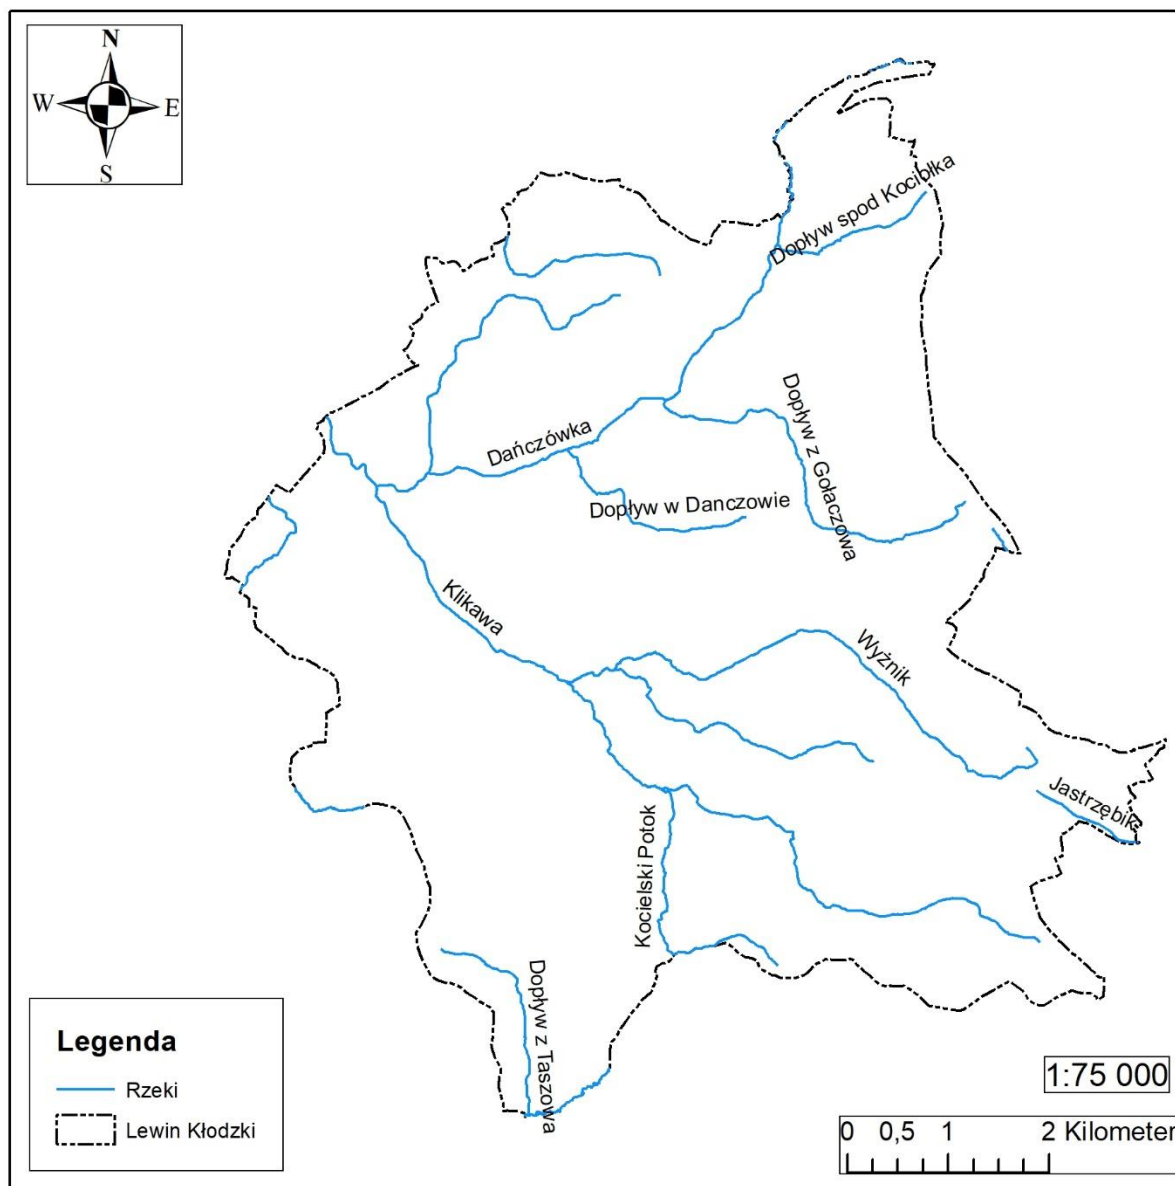 N
W E
S
Dopływ spod Kociołka
Dopływ z Gołaczowa
Dańczówka
Dopływ w Danczowie
Klikawa
Wyżnik
Jastrzębik
Kocielski Potok
Dopływ z Taszowa
Legenda
Rzeki
Lewin Kłodzki
1:75 000
0 0,5 1 2 Kilometer